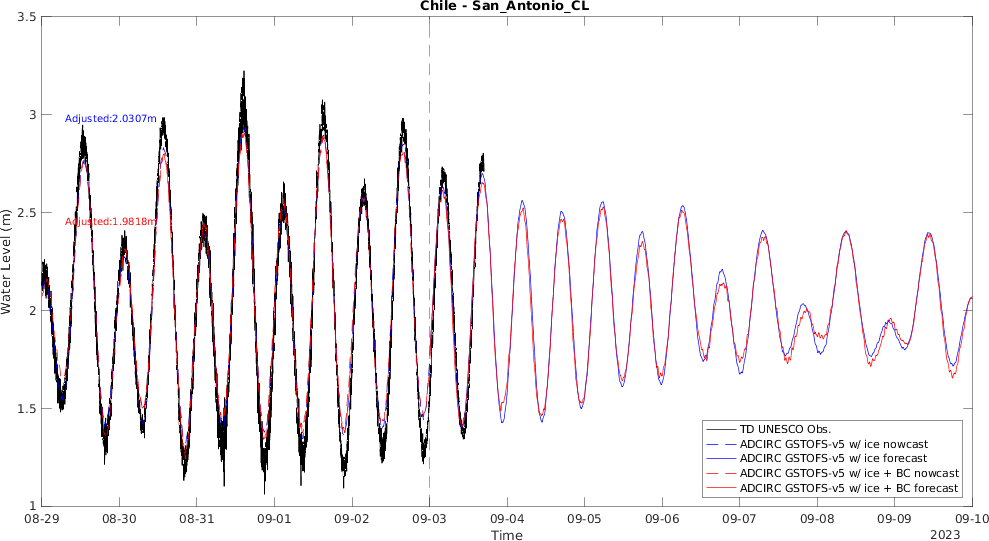 Chile - San_Antonio_CL
3.5
3
2.5
2
1.5
1
Water Level (m)
Adjusted:2.0307m
Adjusted:1.9818m
TD UNESCO Obs.
ADCIRC GSTOFS-v5 w/ ice nowcast
ADCIRC GSTOFS-v5 w/ ice forecast
ADCIRC GSTOFS-v5 w/ ice + BC nowcast
ADCIRC GSTOFS-v5 w/ ice + BC forecast
08-29 08-30 08-31 09-01 09-02 09-03 09-04 09-05 09-06 09-07 09-08 09-09 09-10
Time
2023